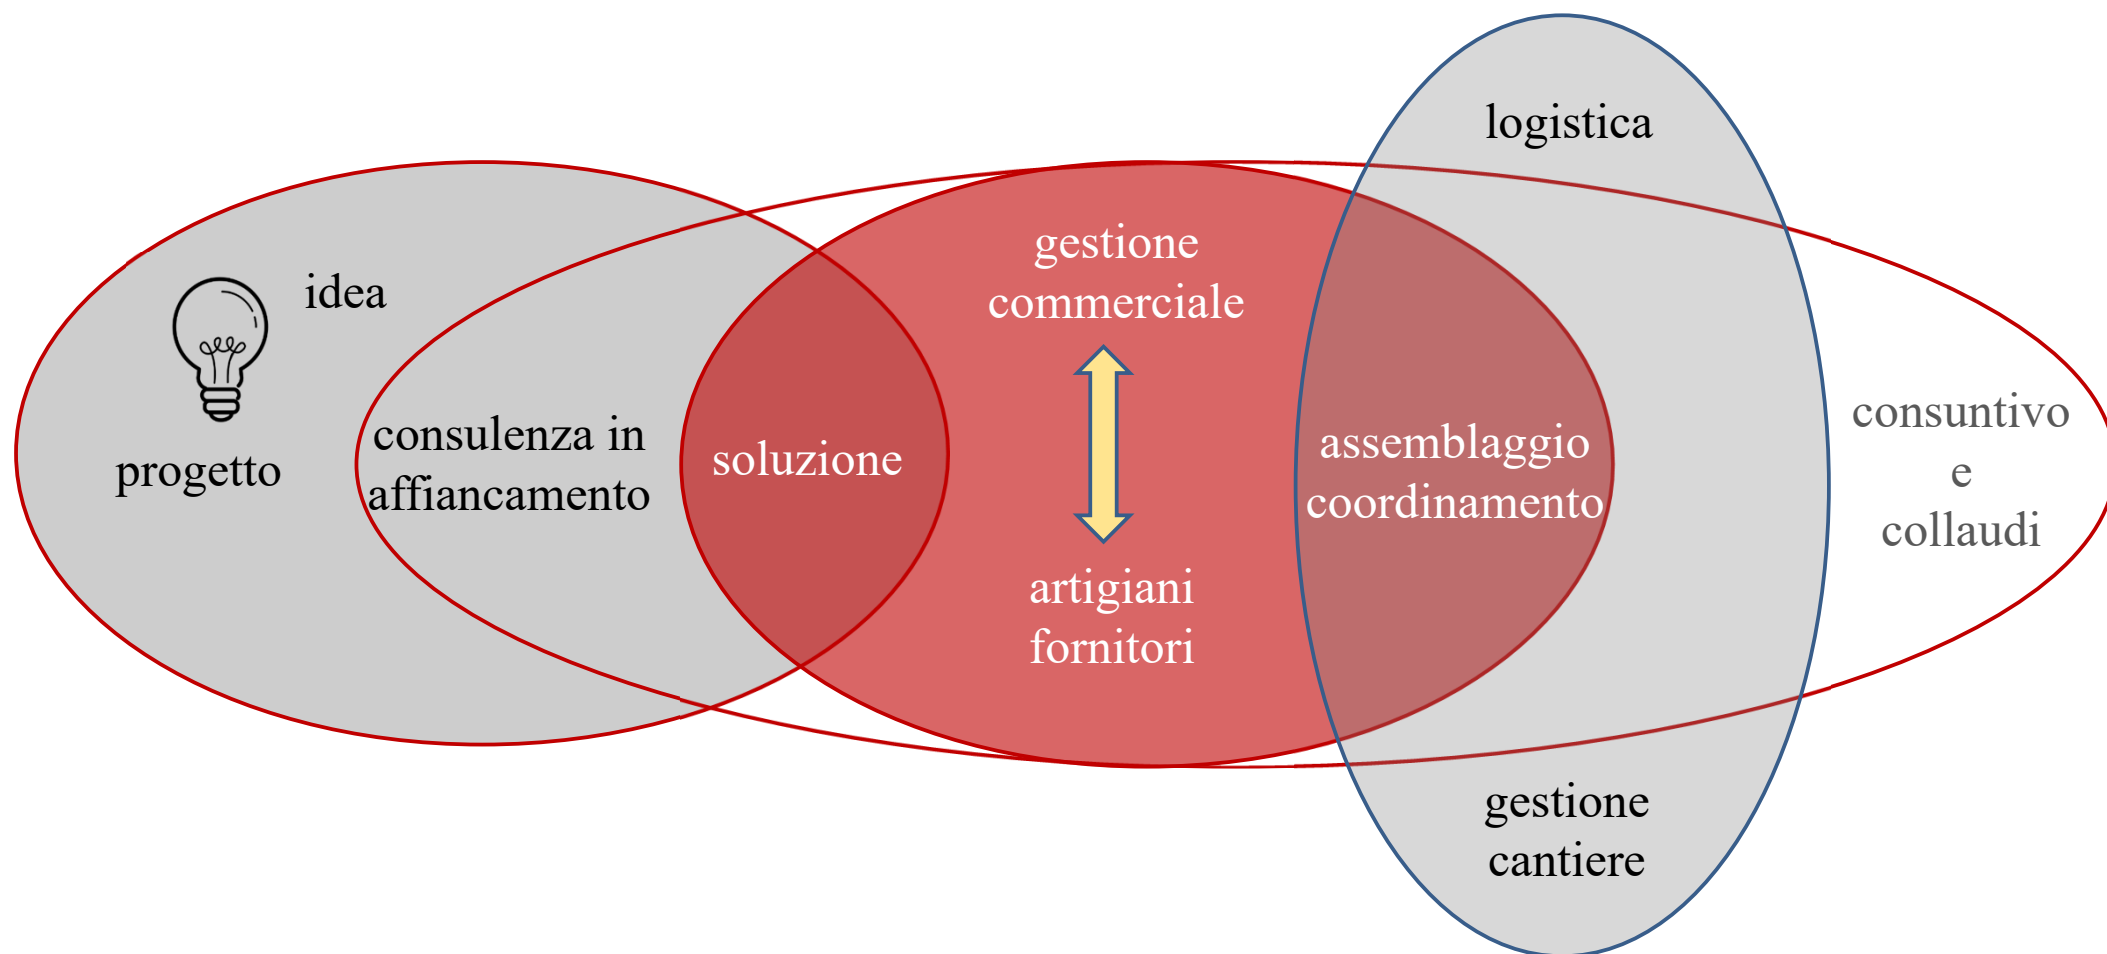 idea
progetto
consulenza in
affiancamento
soluzione
gestione
commerciale
artigiani
fornitori
logistica
assemblaggio
coordinamento
gestione
cantiere
consuntivo
e
collaudi